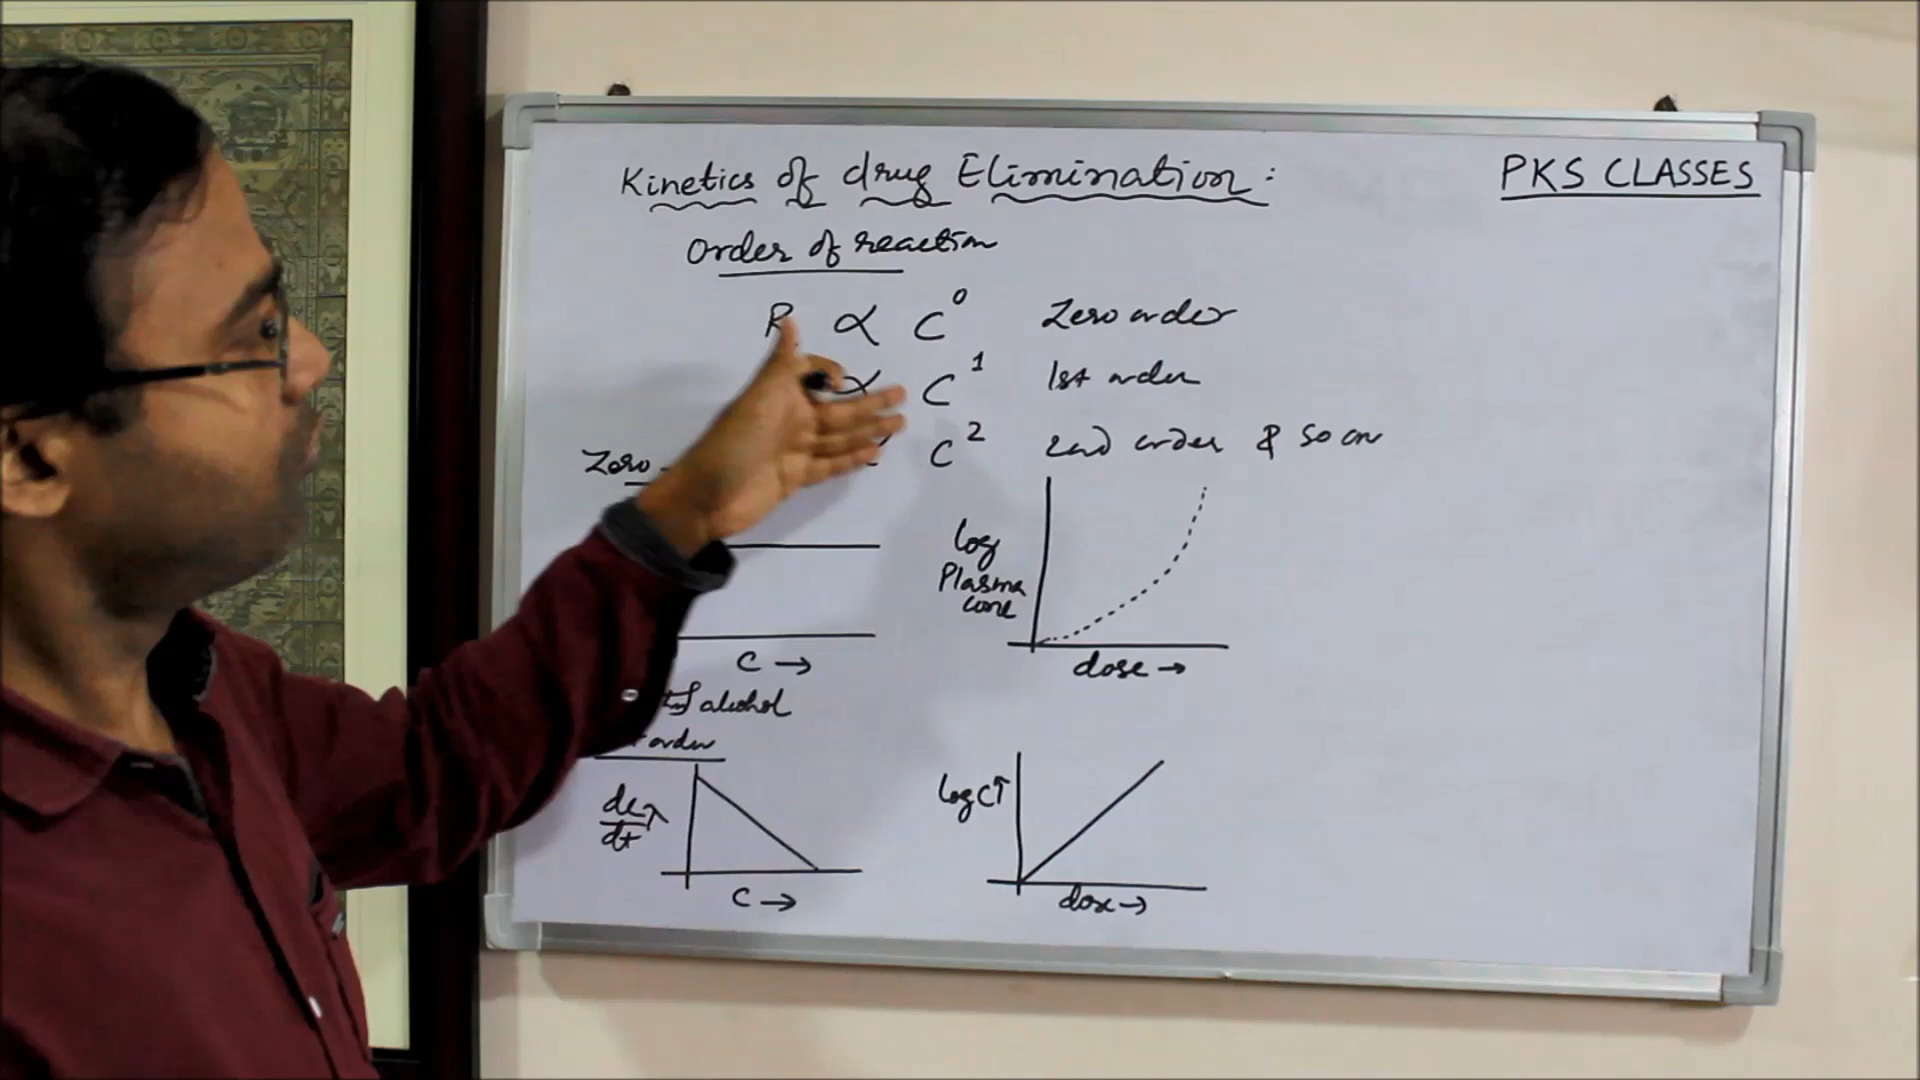 Kinetics of drug Elimination :
PKS CLASSES
Order of reaction
R ∝ C⁰ Zero order
∝ C¹ 1st order
C² 2nd order & so on
Zero
log
Plasma
conc
C →
dose →
of alcohol
order
dc/dt ↑
C →
log C↑
dose →